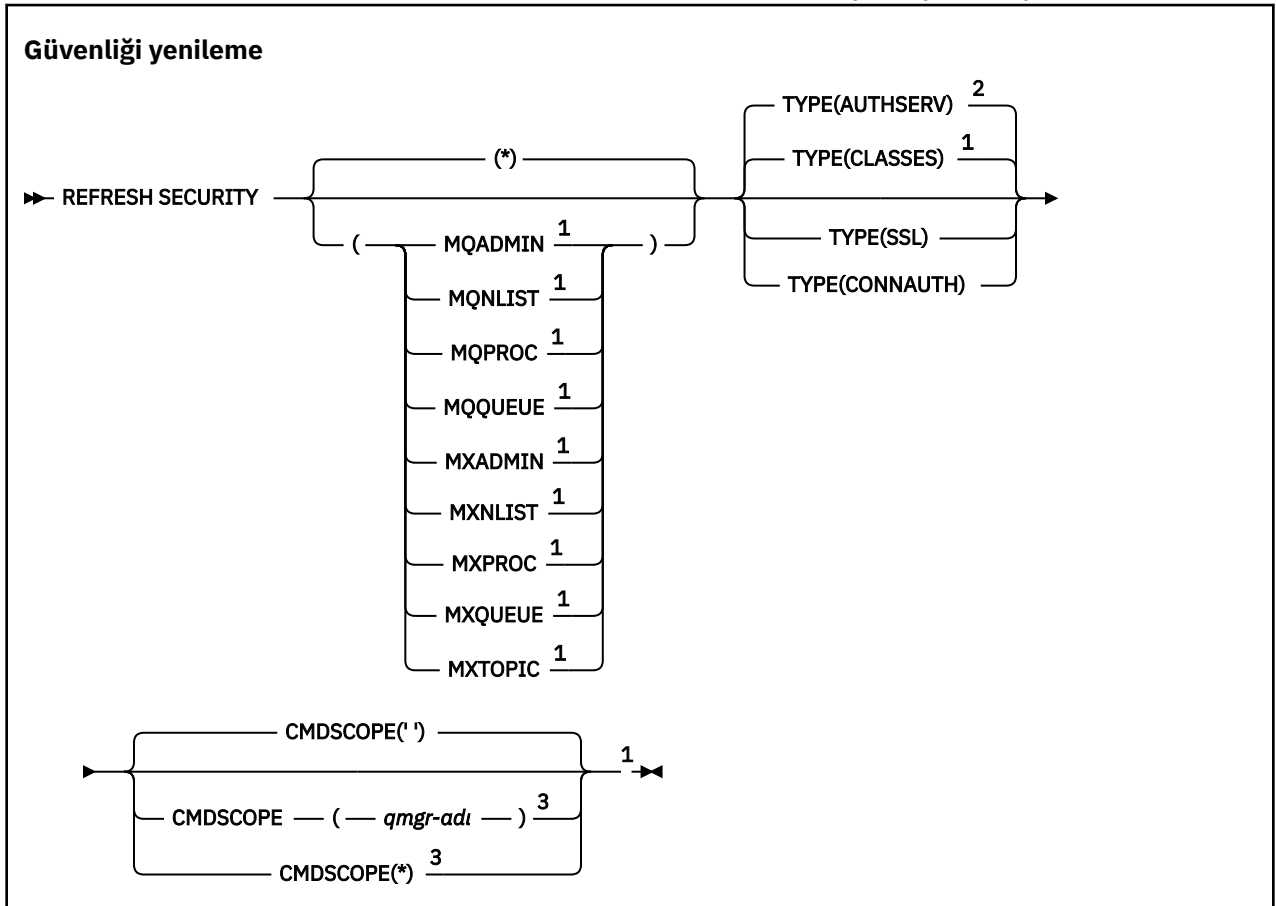 Güvenliği yenileme
TYPE(AUTHSERV) 2
(*)
TYPE(CLASSES) 1
REFRESH SECURITY
( MQADMIN 1 )
TYPE(SSL)
TYPE(CONNAUTH)
MQNLIST 1
MQPROC 1
MQQUEUE 1
MXADMIN 1
MXNLIST 1
MXPROC 1
MXQUEUE 1
MXTOPIC 1
CMDSCOPE(' ')
1
CMDSCOPE ( qmgr-adı ) 3
CMDSCOPE(*) 3